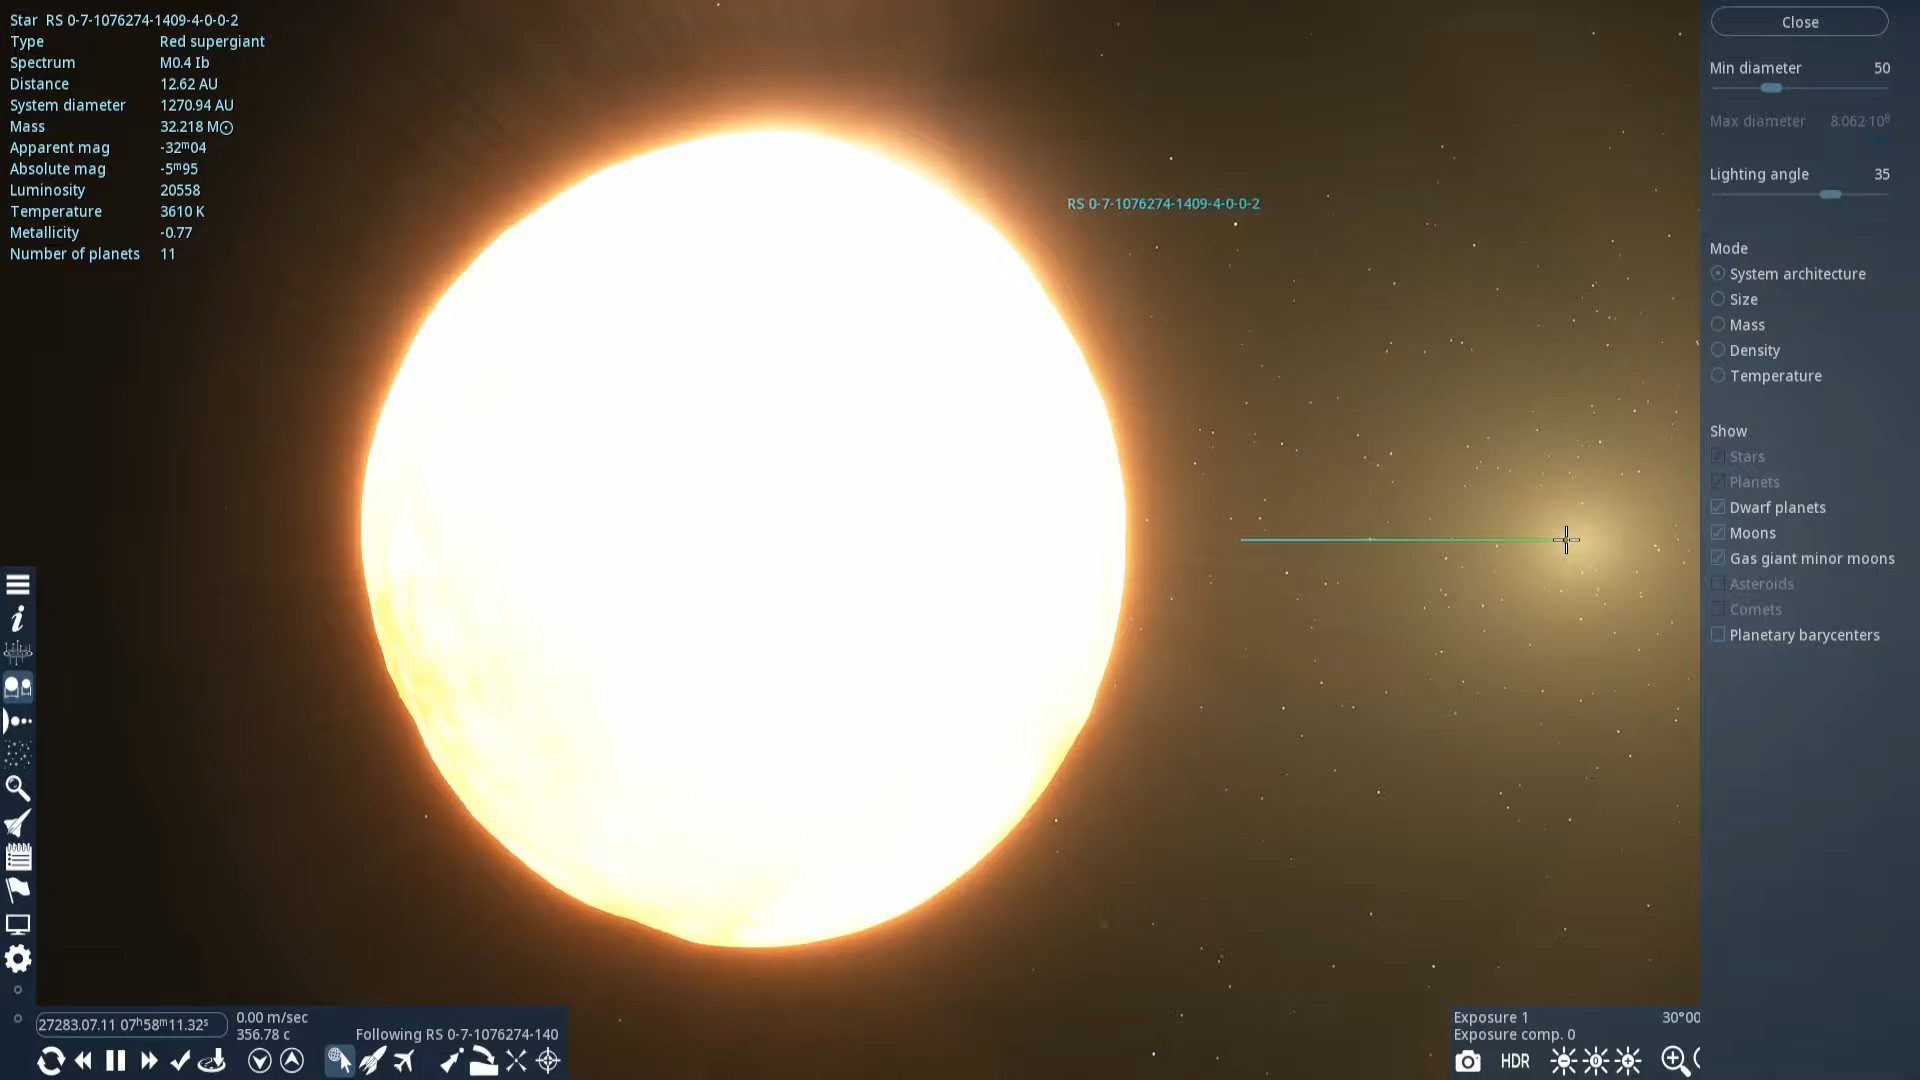 Star RS 0-7-1076274-1409-4-0-0-2
Type Red supergiant
Spectrum M0.4 Ib
Distance 12.62 AU
System diameter 1270.94 AU
Mass 32.218 M☉
Apparent mag -32ᵐ04
Absolute mag -5ᵐ95
Luminosity 20558
Temperature 3610 K
Metallicity -0.77
Number of planets 11
RS 0-7-1076274-1409-4-0-0-2
Close
Min diameter 50
Max diameter 8.062·10⁸
Lighting angle 35
Mode
System architecture
Size
Mass
Density
Temperature
Show
Stars
Planets
Dwarf planets
Moons
Gas giant minor moons
Asteroids
Comets
Planetary barycenters
27283.07.11 07ʰ58ᵐ11.32ˢ
0.00 m/sec
356.78 c
Following RS 0-7-1076274-140
Exposure 1 30°00
Exposure comp. 0
HDR